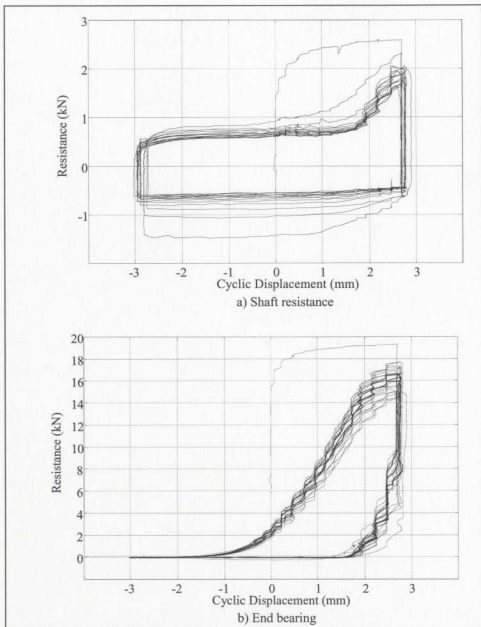 3
2
1
0
-1
Resistance (kN)
-3 -2 -1 0 1 2 3
Cyclic Displacement (mm)
a) Shaft resistance
20
18
16
14
12
10
8
6
4
2
0
Resistance (kN)
-3 -2 -1 0 1 2 3
Cyclic Displacement (mm)
b) End bearing